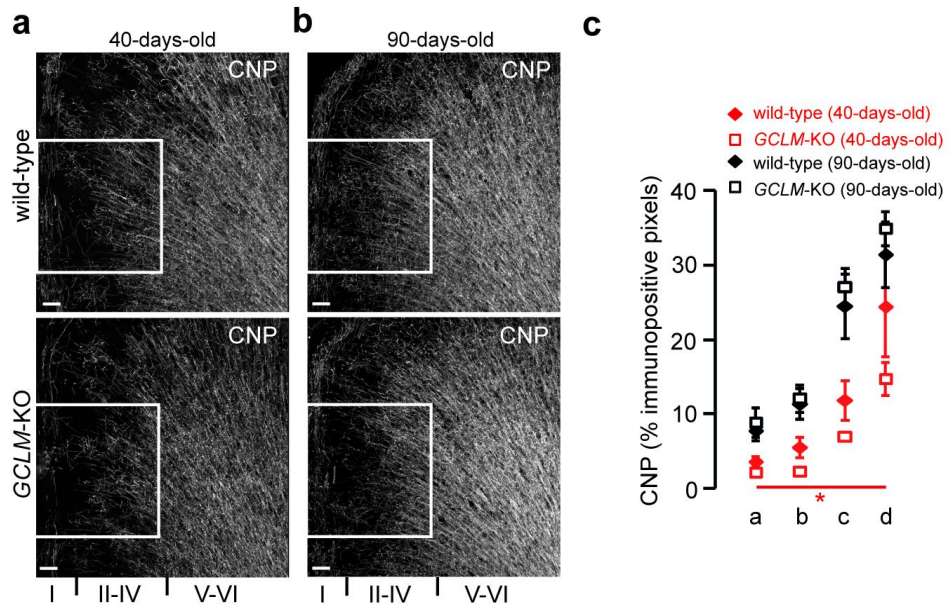 a
40-days-old
CNP
wild-type
CNP
GCLM-KO
I II-IV V-VI
b
90-days-old
CNP
CNP
I II-IV V-VI
c
wild-type (40-days-old)
GCLM-KO (40-days-old)
wild-type (90-days-old)
GCLM-KO (90-days-old)
CNP (% immunopositive pixels)
40
30
20
10
0
*
a b c d